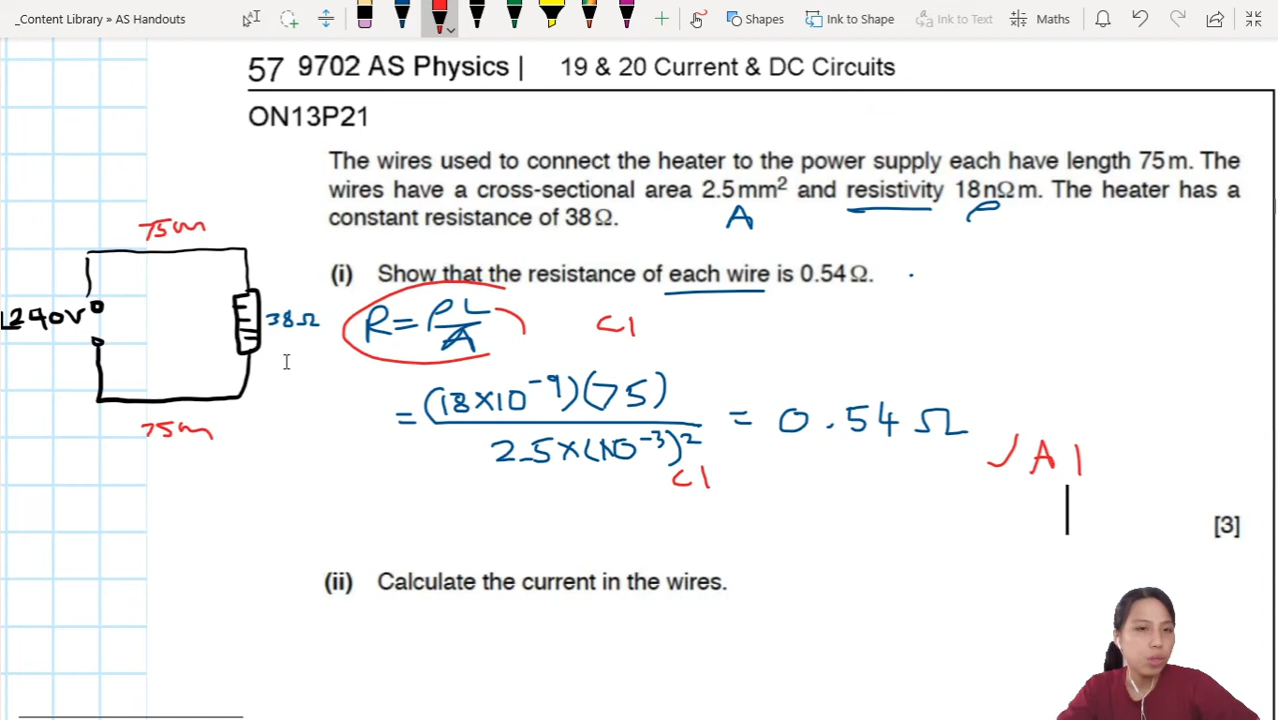 _Content Library » AS Handouts
Shapes
Ink to Shape
Ink to Text
Maths
57 9702 AS Physics | 19 & 20 Current & DC Circuits
ON13P21
The wires used to connect the heater to the power supply each have length 75 m. The
wires have a cross-sectional area 2.5 mm² and resistivity 18 nΩ m. The heater has a
constant resistance of 38 Ω.
A
ρ
75m
(i) Show that the resistance of each wire is 0.54 Ω.
240V
38Ω
R = ρL/A
C1
= (18×10⁻⁹)(75) / 2.5×(10⁻³)² = 0.54 Ω
C1
✓A1
75m
[3]
(ii) Calculate the current in the wires.